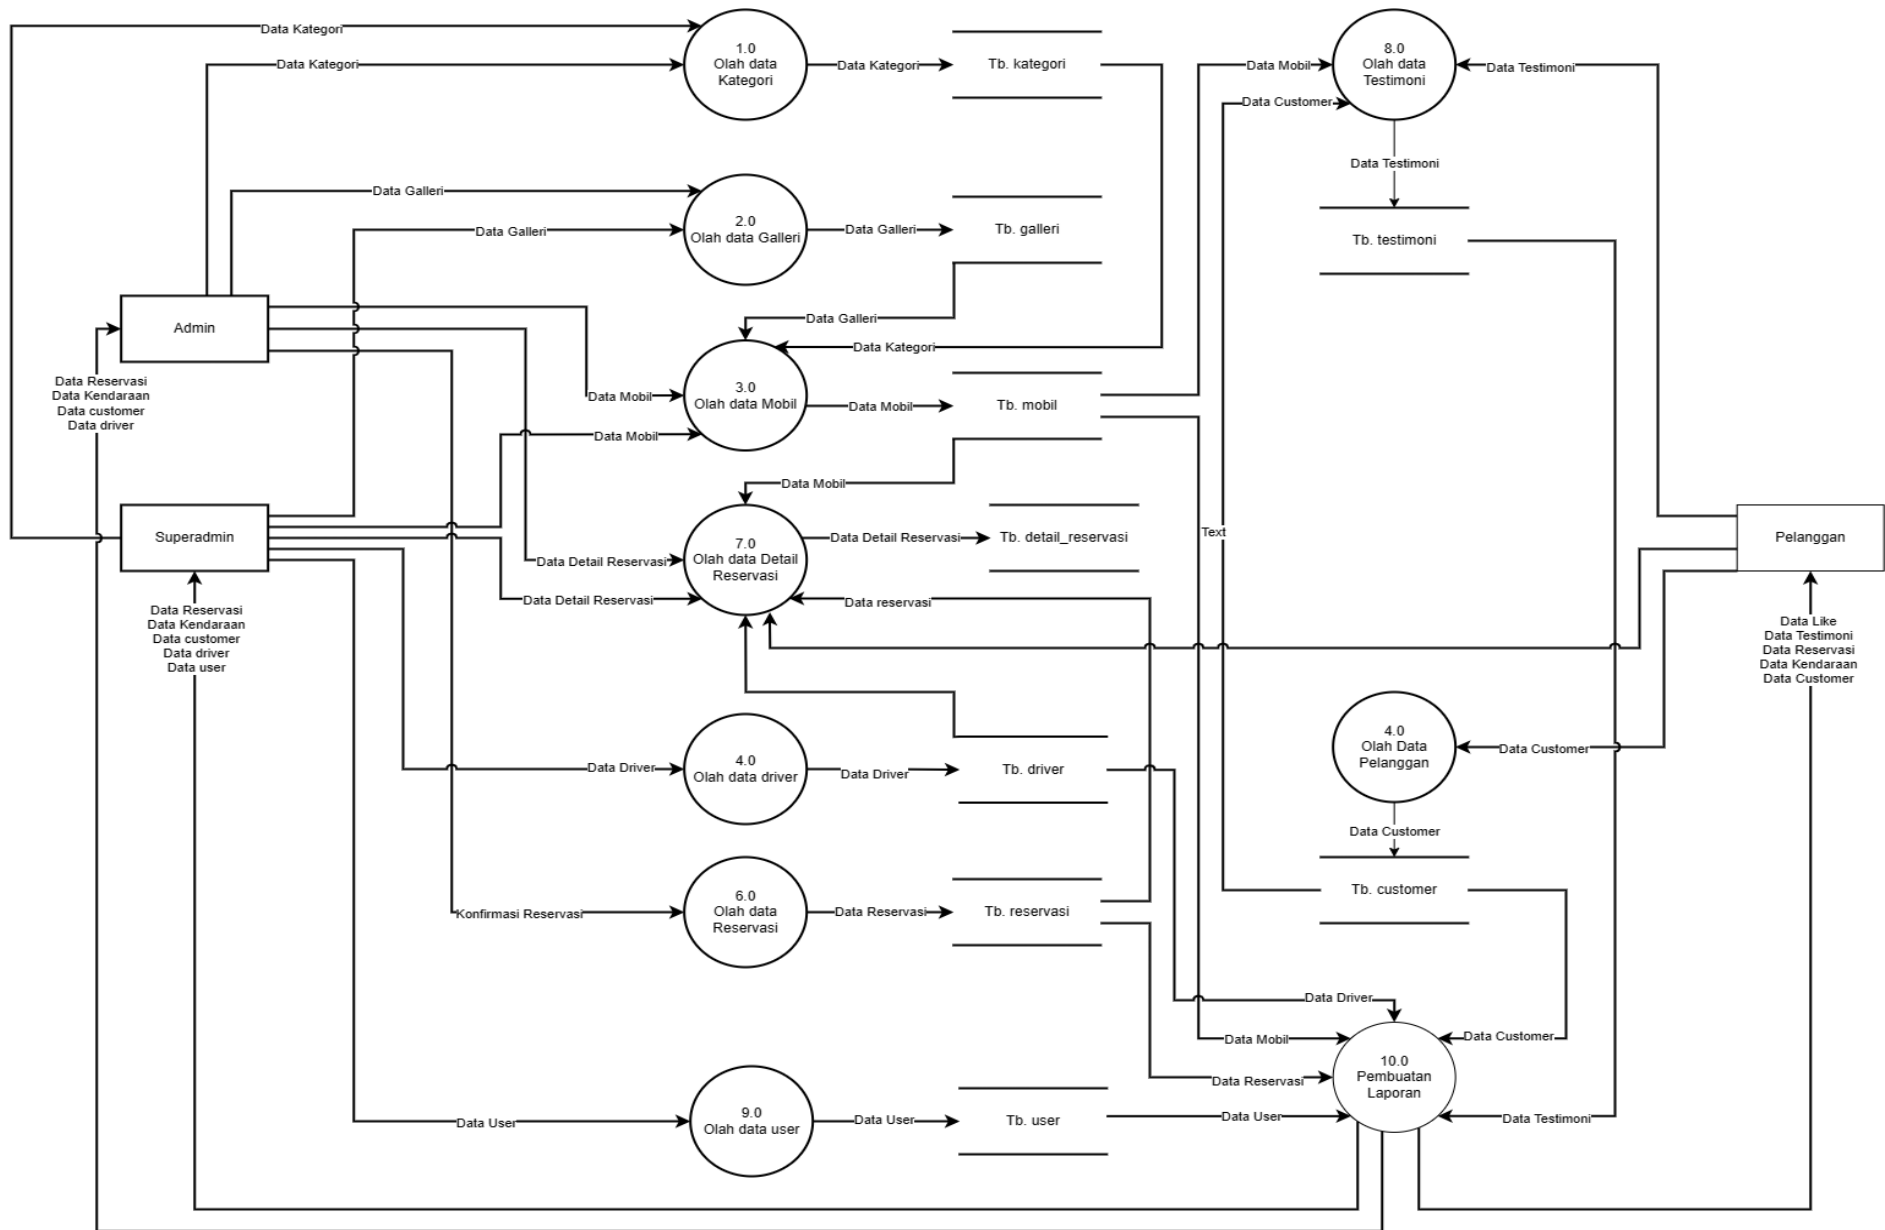 Data Kategori
Data Kategori
1.0
Olah data
Kategori
Data Kategori
Tb. kategori
Data Mobil
8.0
Olah data
Testimoni
Data Testimoni
Data Customer
Data Testimoni
Data Galleri
Data Galleri
2.0
Olah data Galleri
Data Galleri
Tb. galleri
Tb. testimoni
Admin
Data Galleri
Data Kategori
Data Reservasi
Data Kendaraan
Data customer
Data driver
Data Mobil
Data Mobil
3.0
Olah data Mobil
Data Mobil
Tb. mobil
Data Mobil
Superadmin
Data Detail Reservasi
Data Detail Reservasi
7.0
Olah data Detail
Reservasi
Data Detail Reservasi
Tb. detail_reservasi
Text
Pelanggan
Data reservasi
Data Reservasi
Data Kendaraan
Data customer
Data driver
Data user
Data Like
Data Testimoni
Data Reservasi
Data Kendaraan
Data Customer
Data Driver
4.0
Olah data driver
Data Driver
Tb. driver
4.0
Olah Data
Pelanggan
Data Customer
Data Customer
Konfirmasi Reservasi
6.0
Olah data
Reservasi
Data Reservasi
Tb. reservasi
Tb. customer
Data Driver
Data Mobil
Data Customer
Data Reservasi
10.0
Pembuatan
Laporan
Data User
9.0
Olah data user
Data User
Tb. user
Data User
Data Testimoni